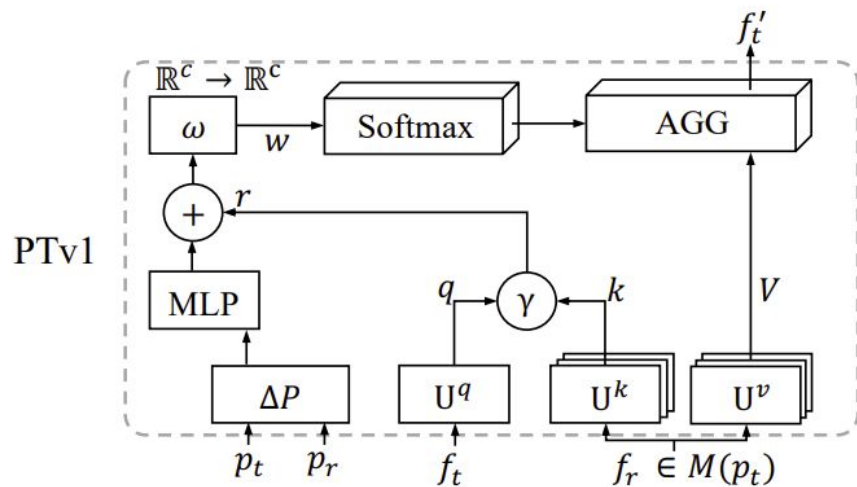 f_t'
ℝ^c → ℝ^c
ω
w
Softmax
AGG
+
r
PTv1
MLP
q
γ
k
V
ΔP
U^q
U^k
U^v
p_t
p_r
f_t
f_r ∈ M(p_t)